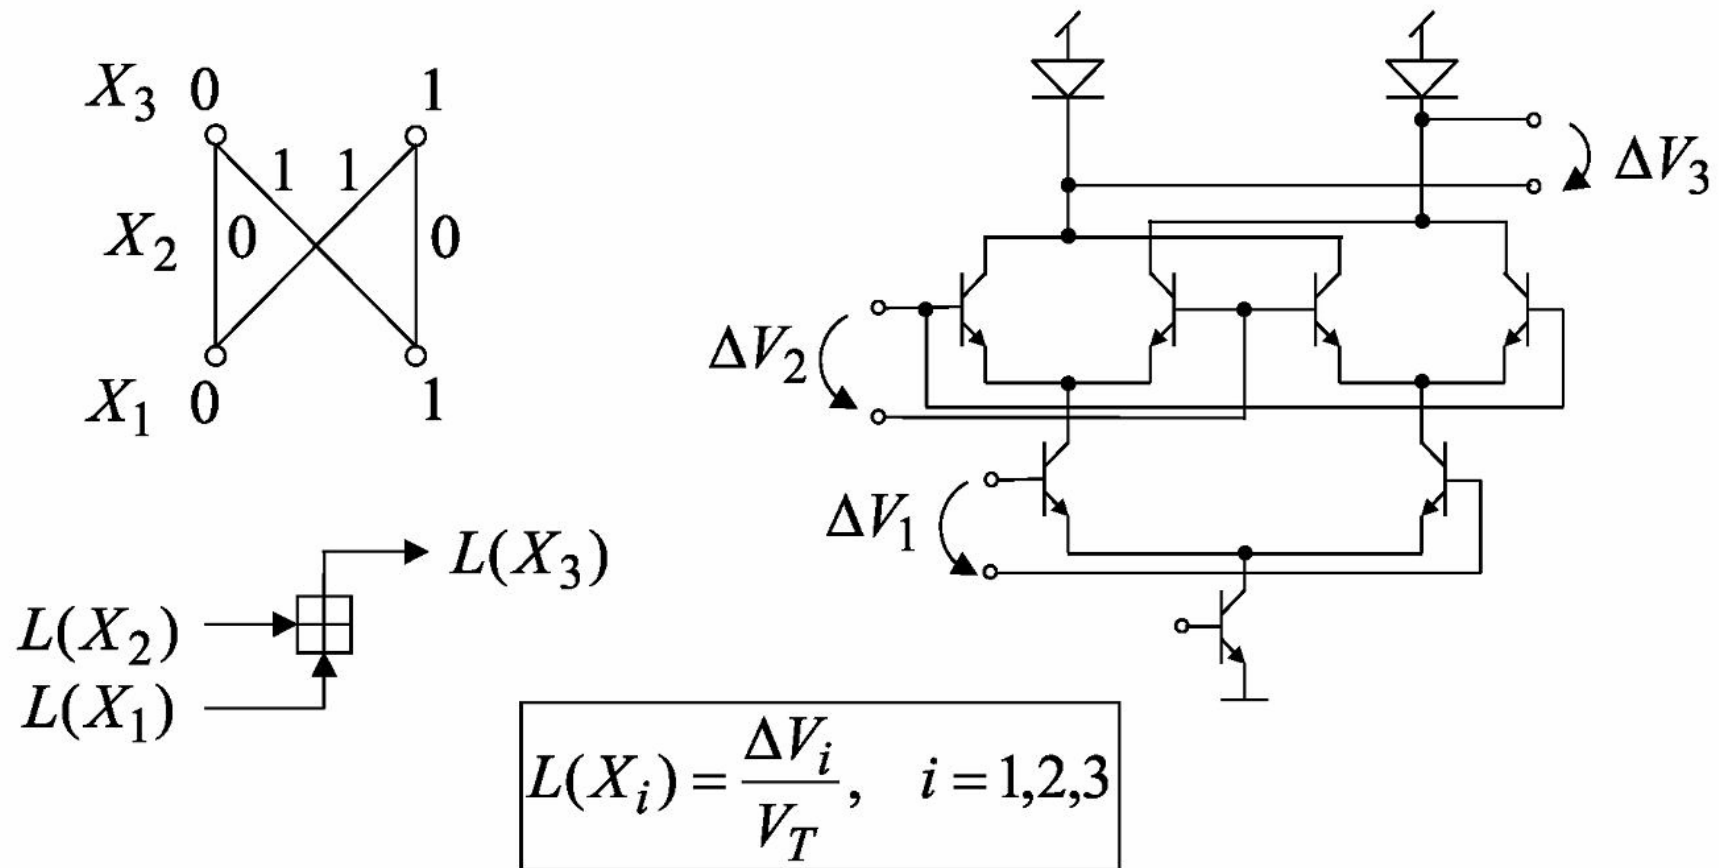 X₃ 0 1
1 1
X₂ 0 0
X₁ 0 1
L(X₃)
L(X₂)
L(X₁)
ΔV₃
ΔV₂
ΔV₁
L(Xᵢ) = ΔVᵢ / V_T , i = 1,2,3